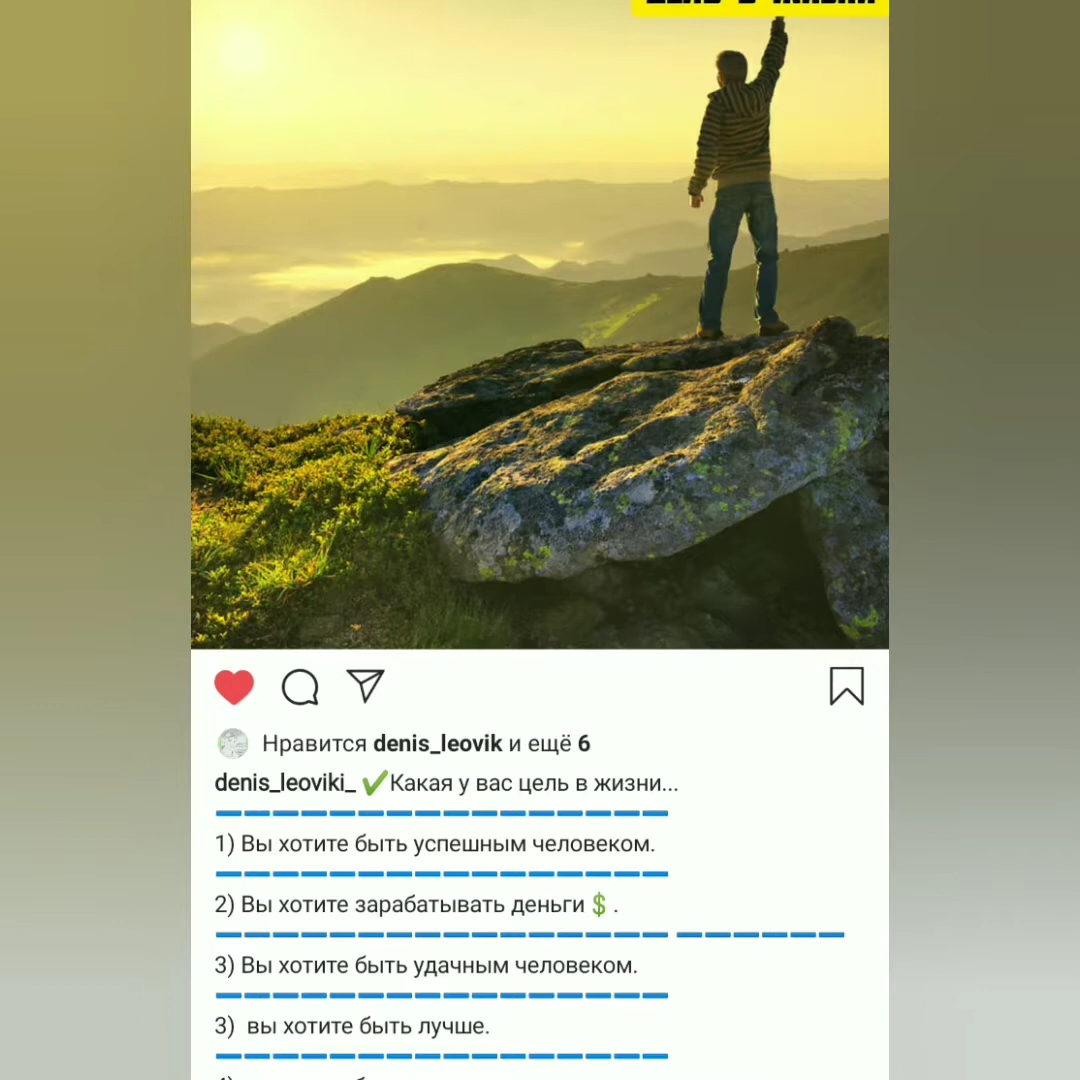 Нравится denis_leovik и ещё 6
denis_leoviki_ ✔Какая у вас цель в жизни...
1) Вы хотите быть успешным человеком.
2) Вы хотите зарабатывать деньги 💲.
3) Вы хотите быть удачным человеком.
3)  вы хотите быть лучше.